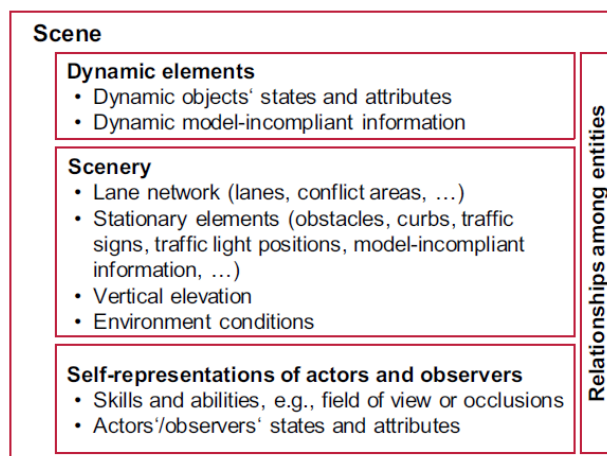 Scene
Dynamic elements
• Dynamic objects‘ states and attributes
• Dynamic model-incompliant information
Scenery
• Lane network (lanes, conflict areas, …)
• Stationary elements (obstacles, curbs, traffic
signs, traffic light positions, model-incompliant
information, …)
• Vertical elevation
• Environment conditions
Self-representations of actors and observers
• Skills and abilities, e.g., field of view or occlusions
• Actors‘/observers‘ states and attributes
Relationships among entities